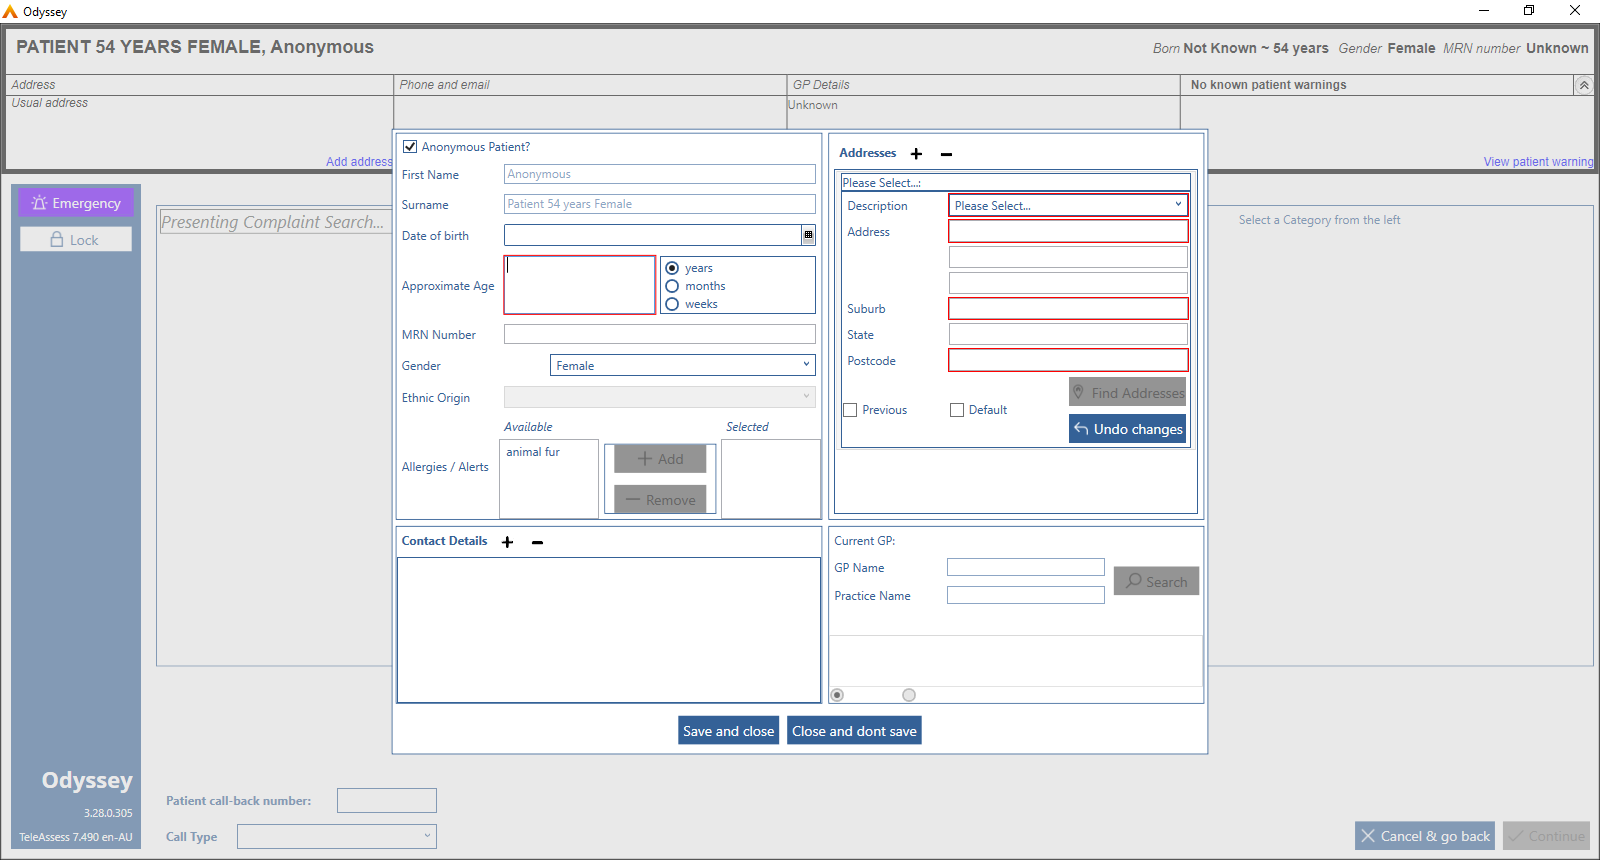 Odyssey
PATIENT 54 YEARS FEMALE, Anonymous
Born Not Known ~ 54 years Gender Female MRN number Unknown
Address
Phone and email
GP Details
No known patient warnings
Usual address
Unknown
Add address
View patient warning
Emergency
Lock
Presenting Complaint Search...
Select a Category from the left
Anonymous Patient?
First Name
Anonymous
Surname
Patient 54 years Female
Date of birth
Approximate Age
years
months
weeks
MRN Number
Gender
Female
Ethnic Origin
Available
Selected
Allergies / Alerts
animal fur
+ Add
— Remove
Addresses + -
Please Select...:
Description
Please Select...
Address
Suburb
State
Postcode
Find Addresses
Previous
Default
Undo changes
Contact Details + -
Current GP:
GP Name
Search
Practice Name
Save and close
Close and dont save
Odyssey
3.28.0.305
TeleAssess 7.490 en-AU
Patient call-back number:
Call Type
Cancel & go back
Continue